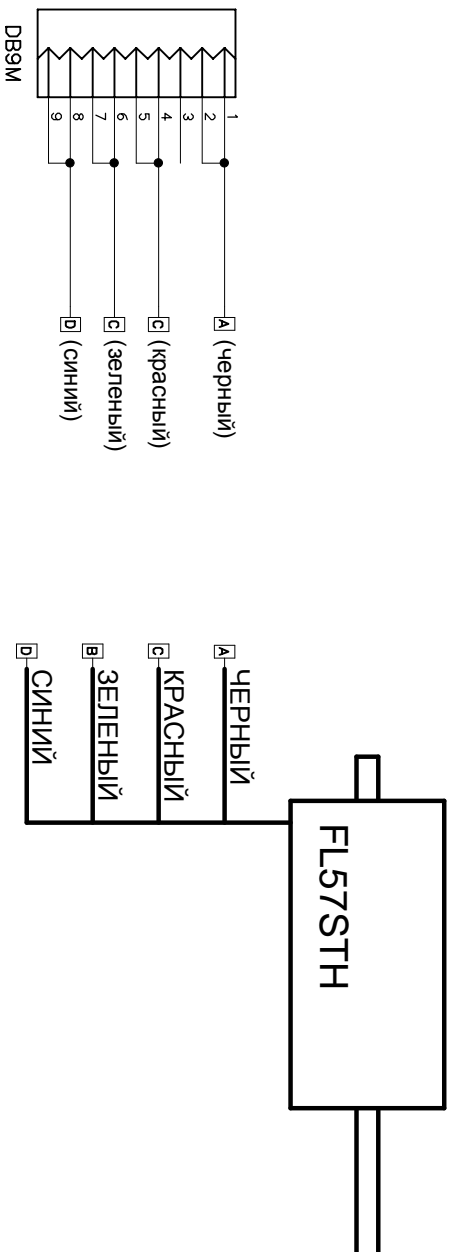 DB9M
1
2
3
4
5
6
7
8
9
A (черный)
C (красный)
C (зеленый)
D (синий)
A ЧЕРНЫЙ
C КРАСНЫЙ
B ЗЕЛЕНЫЙ
D СИНИЙ
FL57STH